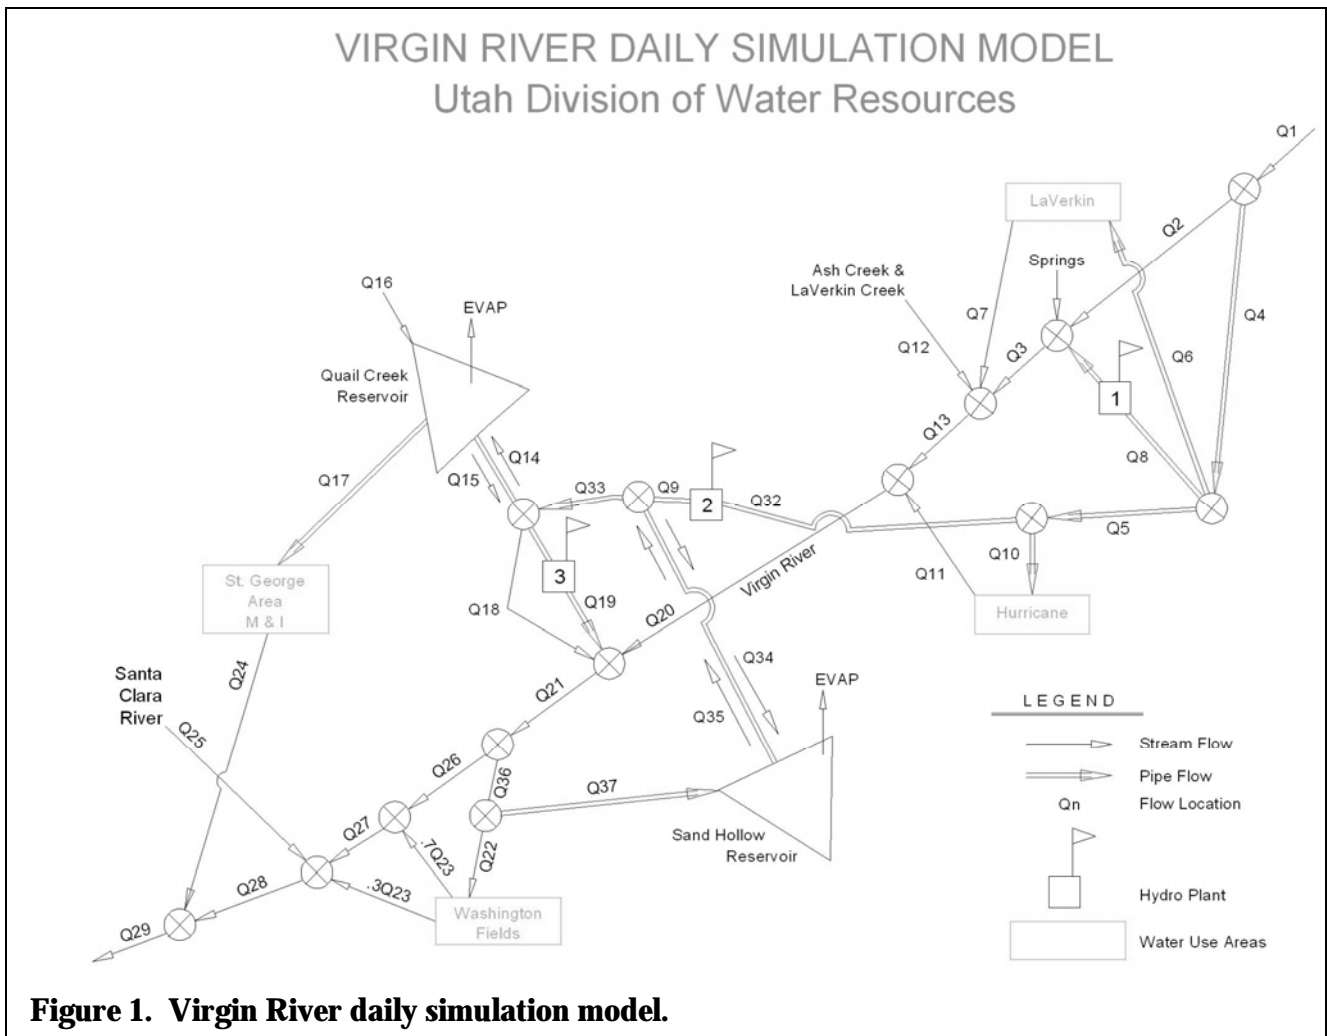 VIRGIN RIVER DAILY SIMULATION MODEL
Utah Division of Water Resources
Q1
LaVerkin
Q2
Springs
Ash Creek &
LaVerkin Creek
Q16
EVAP
Q7
Q4
Q12
Q3
Q6
Quail Creek
Reservoir
1
Q13
Q8
Q17
Q15
Q14
Q33
Q9
2
Q32
Q5
Q10
Virgin River
Q11
3
St. George
Area
M & I
Q18
Q19
Q20
Hurricane
Q34
Santa
Clara
River
Q24
Q21
EVAP
Q35
LEGEND
Q25
Stream Flow
Q26
Q36
Q37
Pipe Flow
Qn
Flow Location
Q27
.7Q23
Q22
Sand Hollow
Reservoir
Q28
.3Q23
Hydro Plant
Washington
Fields
Q29
Water Use Areas
Figure 1. Virgin River daily simulation model.